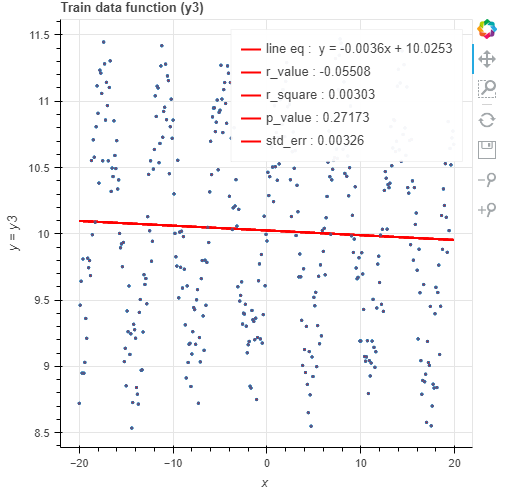 Train data function (y3)
line eq : y = -0.0036x + 10.0253
r_value : -0.05508
r_square : 0.00303
p_value : 0.27173
std_err : 0.00326
11.5
11
10.5
10
9.5
9
8.5
y = y3
−20 −10 0 10 20
x